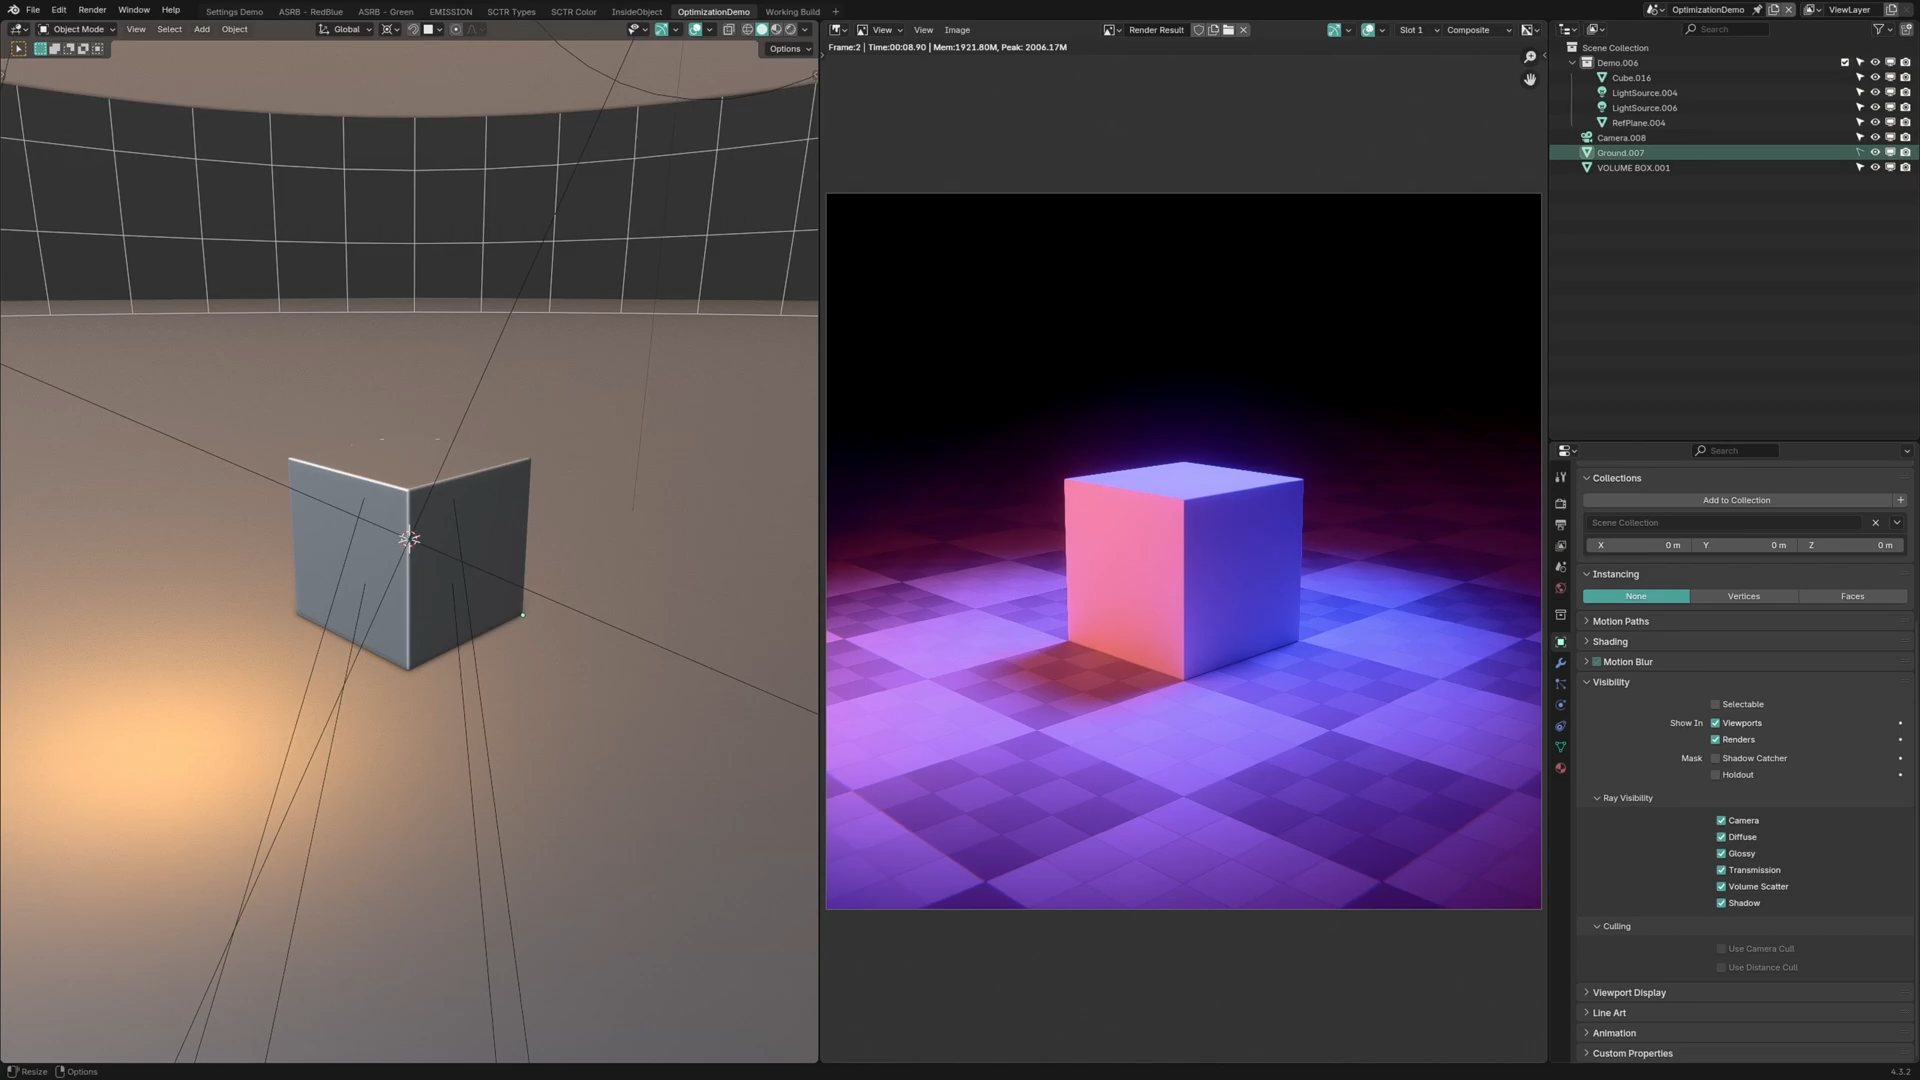 File Edit Render Window Help
Settings Demo ASRB - RedBlue ASRB - Green EMISSION SCTR Types SCTR Color InsideObject OptimizationDemo Working Build +
OptimizationDemo ViewLayer
Object Mode View Select Add Object Global
Options
View View Image Render Result Slot 1 Composite
Frame:2 | Time:00:08.90 | Mem:1921.80M, Peak: 2006.17M
Search
Scene Collection
Demo.006
Cube.016
LightSource.004
LightSource.006
RefPlane.004
Camera.008
Ground.007
VOLUME BOX.001
Search
Collections
Add to Collection +
Scene Collection
X 0 m Y 0 m Z 0 m
Instancing
None Vertices Faces
Motion Paths
Shading
Motion Blur
Visibility
Selectable
Show In Viewports
Renders
Mask Shadow Catcher
Holdout
Ray Visibility
Camera
Diffuse
Glossy
Transmission
Volume Scatter
Shadow
Culling
Use Camera Cull
Use Distance Cull
Viewport Display
Line Art
Animation
Custom Properties
Resize Options
4.3.2